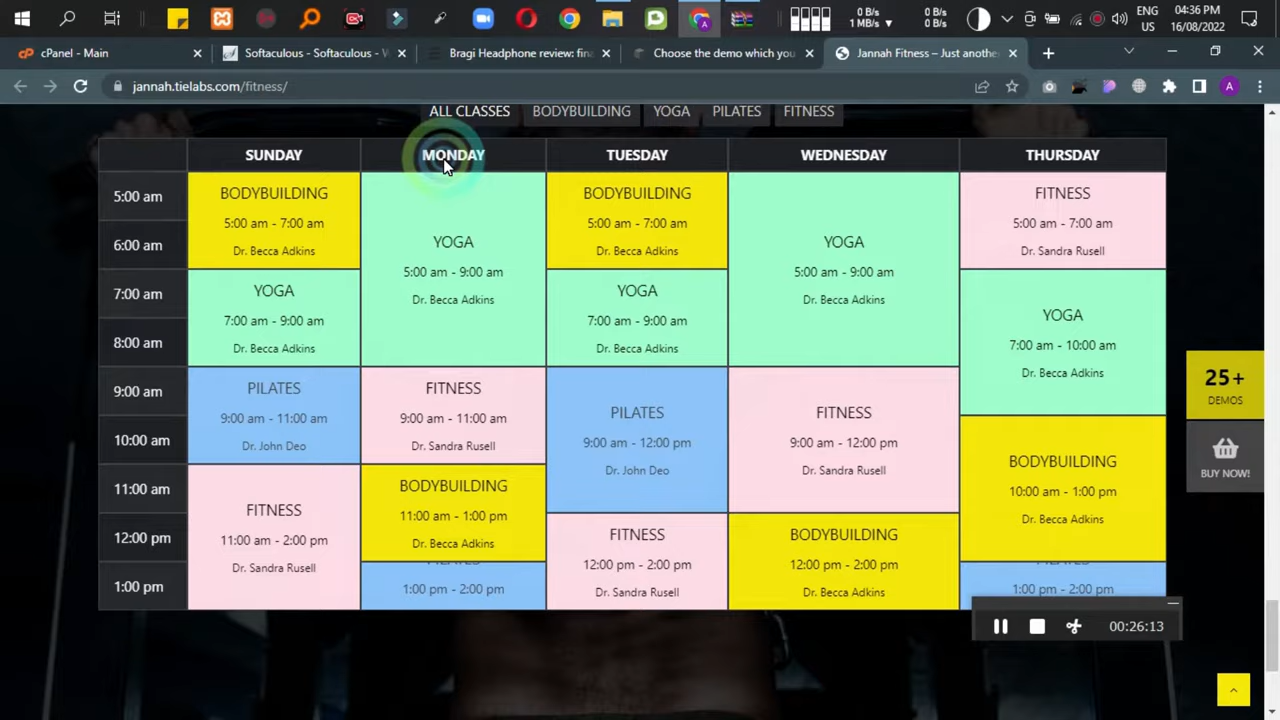 0 B/s
1 MB/s
0 B/s
0 B/s
ENG
US
04:36 PM
16/08/2022
cPanel - Main
Softaculous - Softaculous - W
Bragi Headphone review: fina
Choose the demo which you
Jannah Fitness – Just anothe
jannah.tielabs.com/fitness/
A
ALL CLASSES
BODYBUILDING
YOGA
PILATES
FITNESS
SUNDAY
MONDAY
TUESDAY
WEDNESDAY
THURSDAY
5:00 am
6:00 am
7:00 am
8:00 am
9:00 am
10:00 am
11:00 am
12:00 pm
1:00 pm
BODYBUILDING
5:00 am - 7:00 am
Dr. Becca Adkins
YOGA
7:00 am - 9:00 am
Dr. Becca Adkins
PILATES
9:00 am - 11:00 am
Dr. John Deo
FITNESS
11:00 am - 2:00 pm
Dr. Sandra Rusell
YOGA
5:00 am - 9:00 am
Dr. Becca Adkins
FITNESS
9:00 am - 11:00 am
Dr. Sandra Rusell
BODYBUILDING
11:00 am - 1:00 pm
Dr. Becca Adkins
PILATES
1:00 pm - 2:00 pm
BODYBUILDING
5:00 am - 7:00 am
Dr. Becca Adkins
YOGA
7:00 am - 9:00 am
Dr. Becca Adkins
PILATES
9:00 am - 12:00 pm
Dr. John Deo
FITNESS
12:00 pm - 2:00 pm
Dr. Sandra Rusell
YOGA
5:00 am - 9:00 am
Dr. Becca Adkins
FITNESS
9:00 am - 12:00 pm
Dr. Sandra Rusell
BODYBUILDING
12:00 pm - 2:00 pm
Dr. Becca Adkins
FITNESS
5:00 am - 7:00 am
Dr. Sandra Rusell
YOGA
7:00 am - 10:00 am
Dr. Becca Adkins
BODYBUILDING
10:00 am - 1:00 pm
Dr. Becca Adkins
PILATES
1:00 pm - 2:00 pm
25+
DEMOS
BUY NOW!
00:26:13